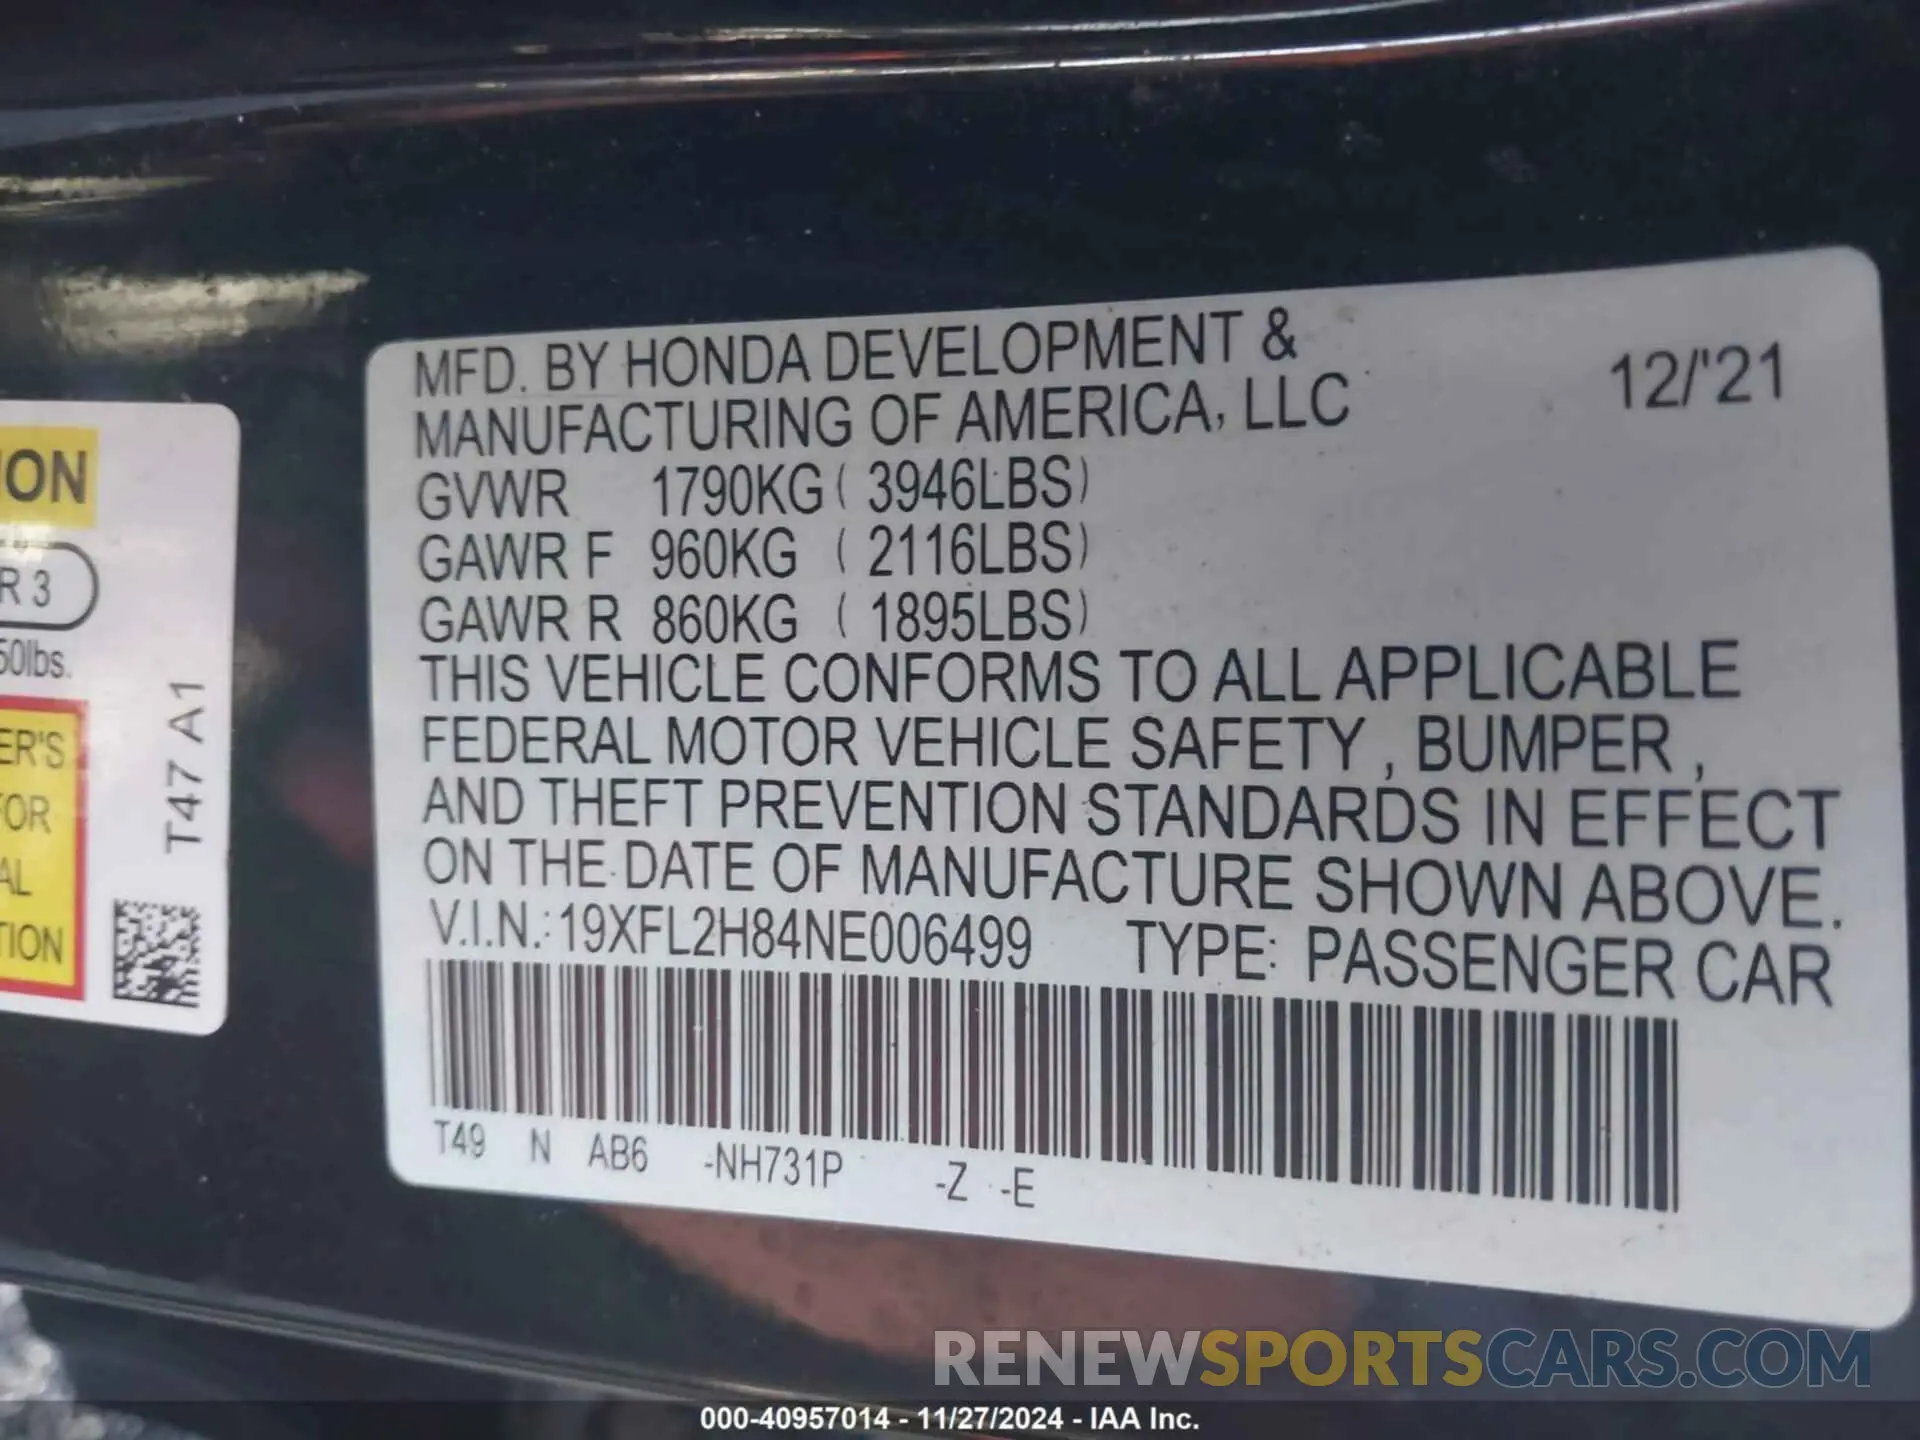 MFD. BY HONDA DEVELOPMENT &
MANUFACTURING OF AMERICA, LLC 12/'21
GVWR 1790KG ( 3946LBS)
GAWR F 960KG ( 2116LBS)
GAWR R 860KG ( 1895LBS)
THIS VEHICLE CONFORMS TO ALL APPLICABLE
FEDERAL MOTOR VEHICLE SAFETY , BUMPER ,
AND THEFT PREVENTION STANDARDS IN EFFECT
ON THE DATE OF MANUFACTURE SHOWN ABOVE.
V.I.N.: 19XFL2H84NE006499 TYPE: PASSENGER CAR
T49 N AB6 -NH731P -Z -E
ION
R 3
50lbs.
ER'S
FOR
AL
TION
T47 A1
RENEWSPORTSCARS.COM
000-40957014 - 11/27/2024 - IAA Inc.